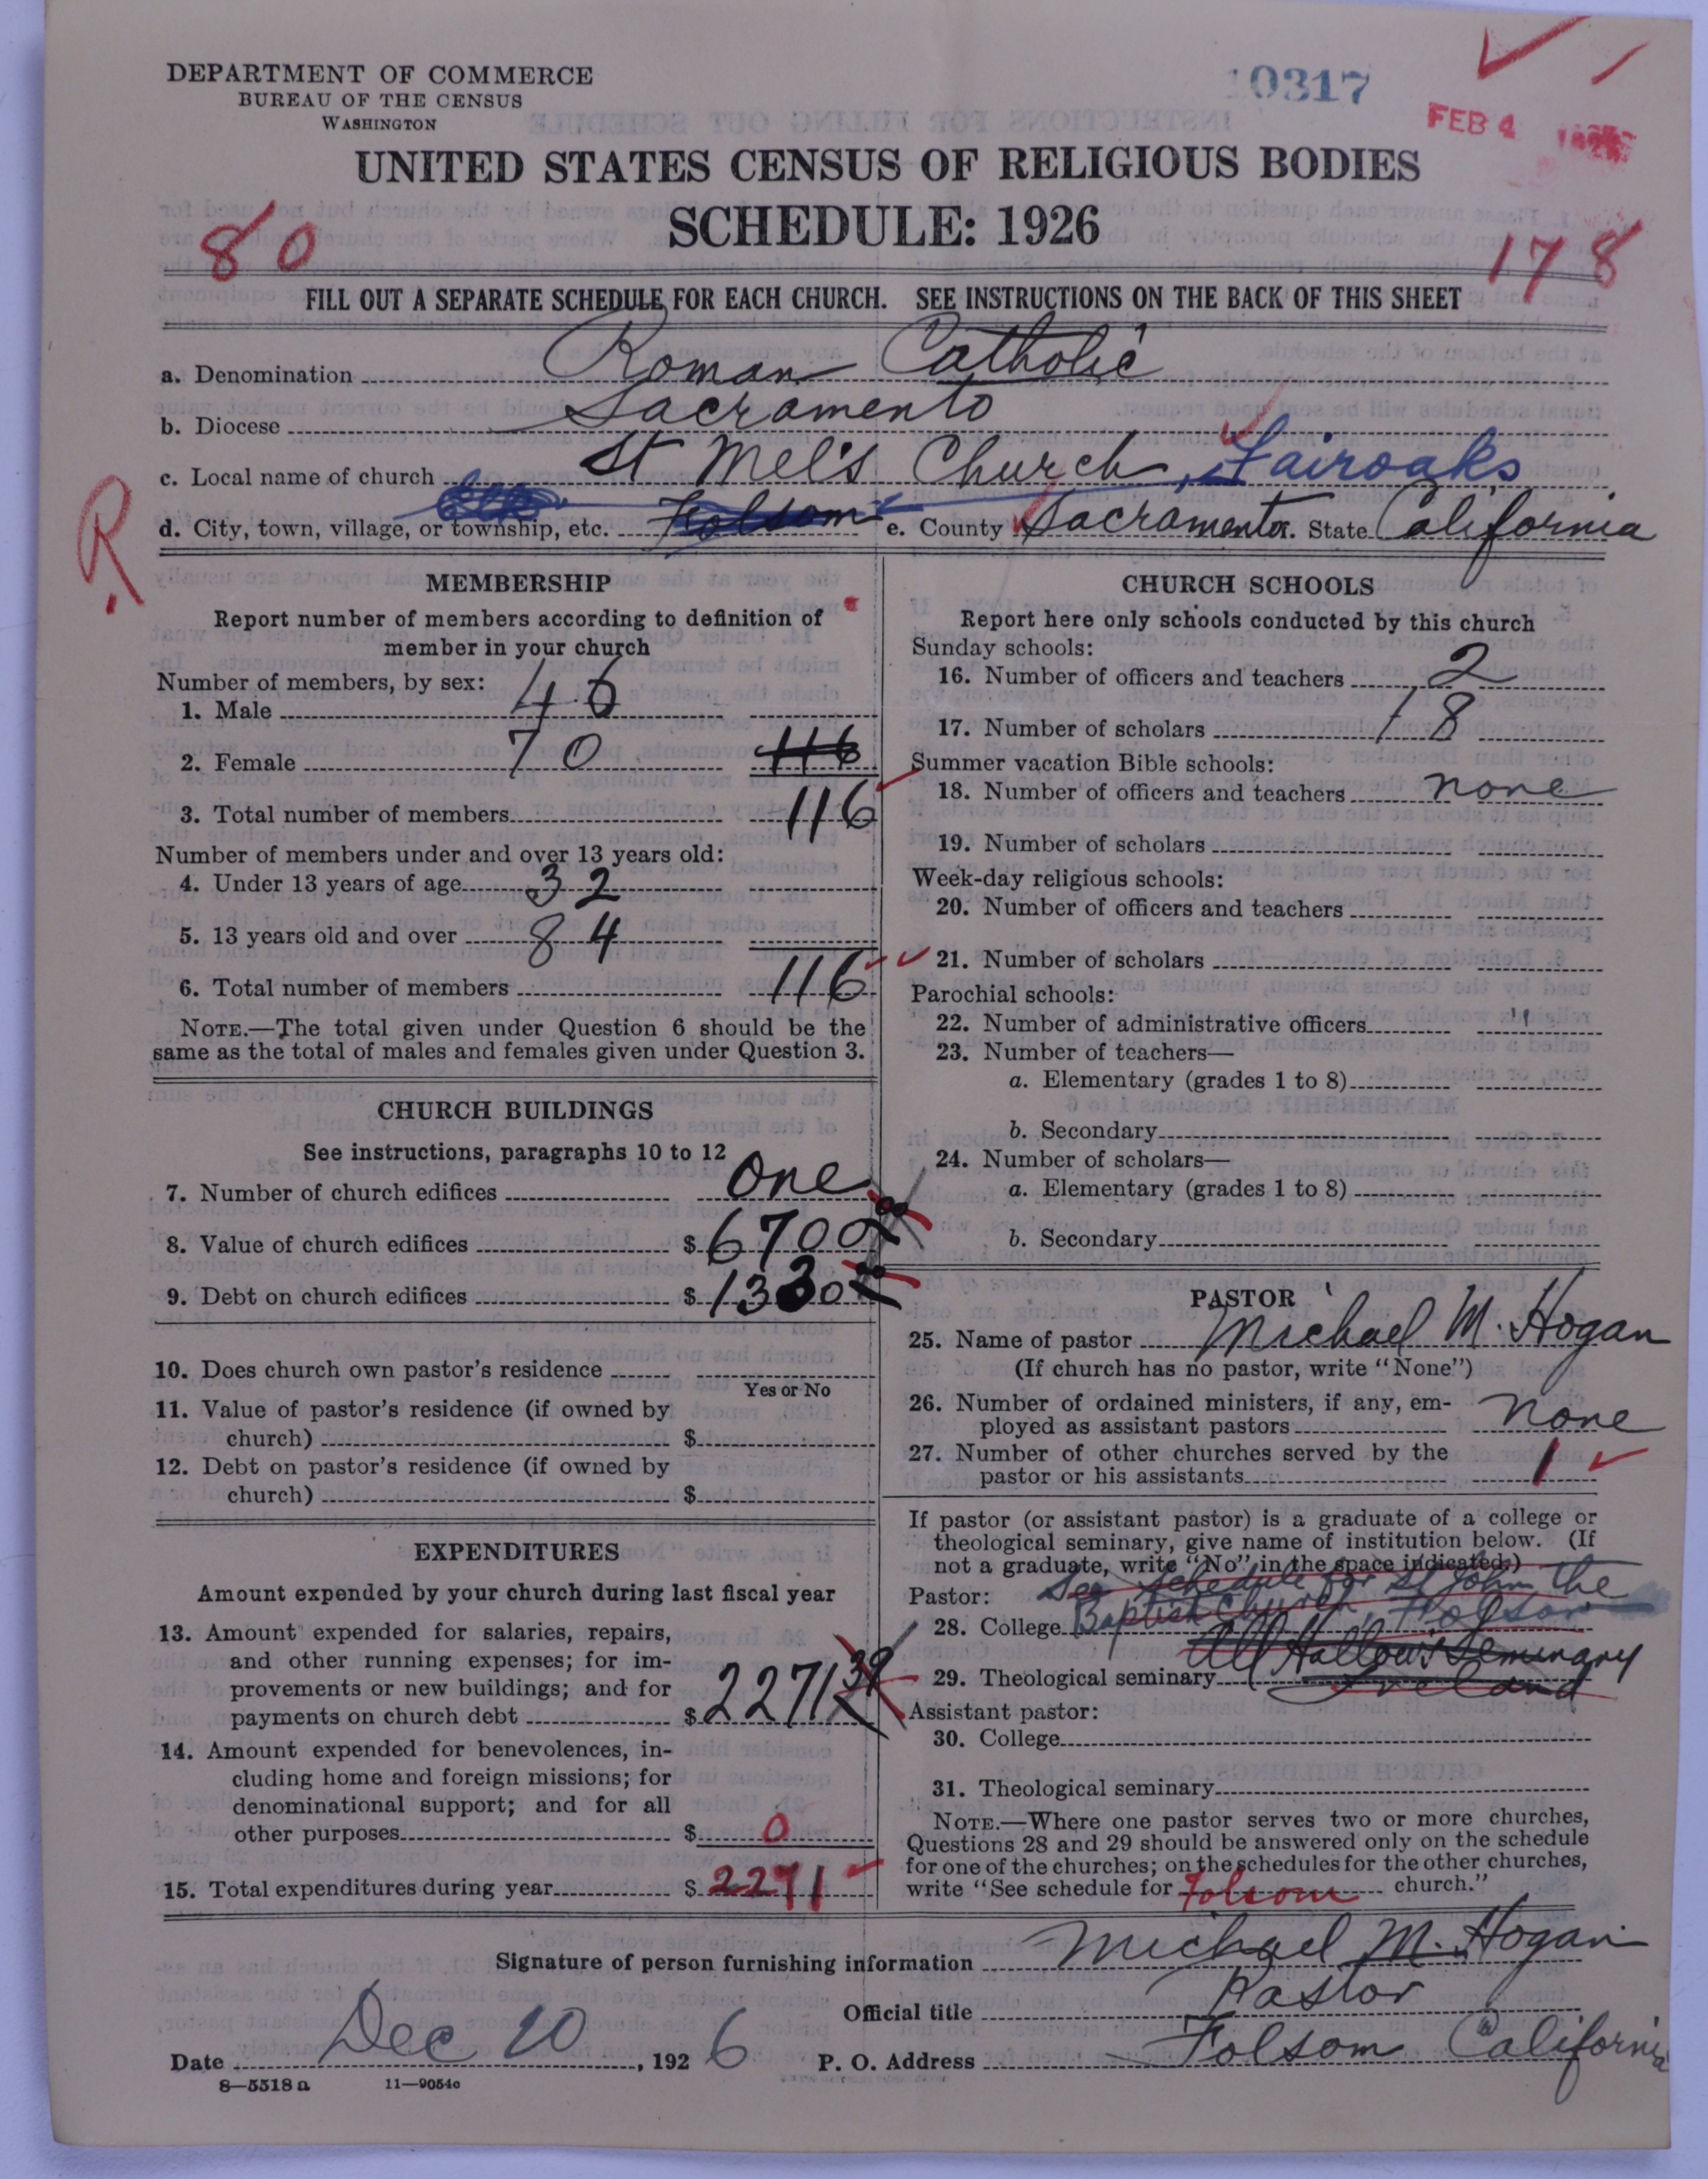 DEPARTMENT OF COMMERCE
BUREAU OF THE CENSUS
WASHINGTON
10317
FEB 4
UNITED STATES CENSUS OF RELIGIOUS BODIES
SCHEDULE: 1926
80
178
FILL OUT A SEPARATE SCHEDULE FOR EACH CHURCH. SEE INSTRUCTIONS ON THE BACK OF THIS SHEET
a. Denomination Roman Catholic
b. Diocese Sacramento
c. Local name of church St Mel's Church, Fairoaks
d. City, town, village, or township, etc. Folsom e. County Sacramento. State California
R
MEMBERSHIP
Report number of members according to definition of
member in your church
Number of members, by sex:
1. Male 46
2. Female 70 116
3. Total number of members 116
Number of members under and over 13 years old:
4. Under 13 years of age 32
5. 13 years old and over 84
6. Total number of members 116
NOTE.—The total given under Question 6 should be the
same as the total of males and females given under Question 3.
CHURCH BUILDINGS
See instructions, paragraphs 10 to 12
7. Number of church edifices one
8. Value of church edifices $ 6700
9. Debt on church edifices $ 1330
10. Does church own pastor's residence
Yes or No
11. Value of pastor's residence (if owned by
church) $
12. Debt on pastor's residence (if owned by
church) $
EXPENDITURES
Amount expended by your church during last fiscal year
13. Amount expended for salaries, repairs,
and other running expenses; for im-
provements or new buildings; and for
payments on church debt $ 2271
14. Amount expended for benevolences, in-
cluding home and foreign missions; for
denominational support; and for all
other purposes $ 0
15. Total expenditures during year $ 2271
CHURCH SCHOOLS
Report here only schools conducted by this church
Sunday schools:
16. Number of officers and teachers 2
17. Number of scholars 18
Summer vacation Bible schools:
18. Number of officers and teachers none
19. Number of scholars
Week-day religious schools:
20. Number of officers and teachers
21. Number of scholars
Parochial schools:
22. Number of administrative officers "
23. Number of teachers—
a. Elementary (grades 1 to 8)
b. Secondary
24. Number of scholars—
a. Elementary (grades 1 to 8)
b. Secondary
PASTOR
25. Name of pastor Michael M. Hogan
(If church has no pastor, write "None")
26. Number of ordained ministers, if any, em-
ployed as assistant pastors none
27. Number of other churches served by the
pastor or his assistants 1
If pastor (or assistant pastor) is a graduate of a college or
theological seminary, give name of institution below. (If
not a graduate, write "No" in the space indicated.)
Pastor: See Schedule for St John the
28. College Baptist Church, Folsom
All Hallows Seminary
29. Theological seminary Ireland
Assistant pastor:
30. College
31. Theological seminary
NOTE.—Where one pastor serves two or more churches,
Questions 28 and 29 should be answered only on the schedule
for one of the churches; on the schedules for the other churches,
write "See schedule for Folsom church."
Signature of person furnishing information Michael M. Hogan
Official title Pastor
Date Dec 20, 1926 P. O. Address Folsom California
8—5518 a 11—9054c